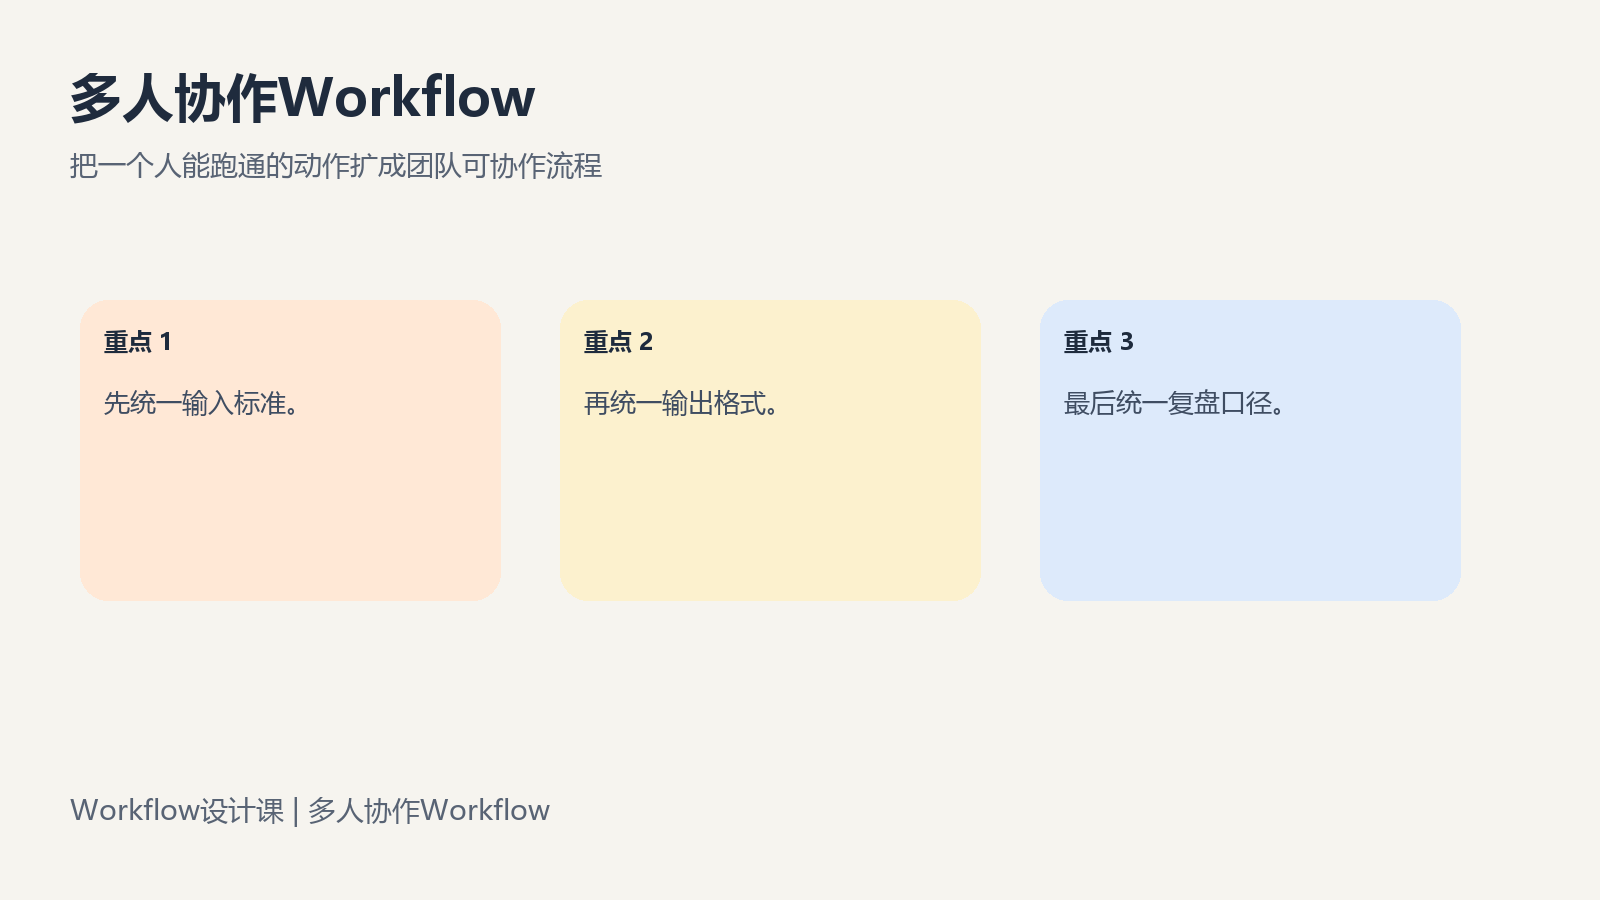 多人协作Workflow
把一个人能跑通的动作扩成团队可协作流程
重点 1
先统一输入标准。
重点 2
再统一输出格式。
重点 3
最后统一复盘口径。
Workflow设计课 | 多人协作Workflow